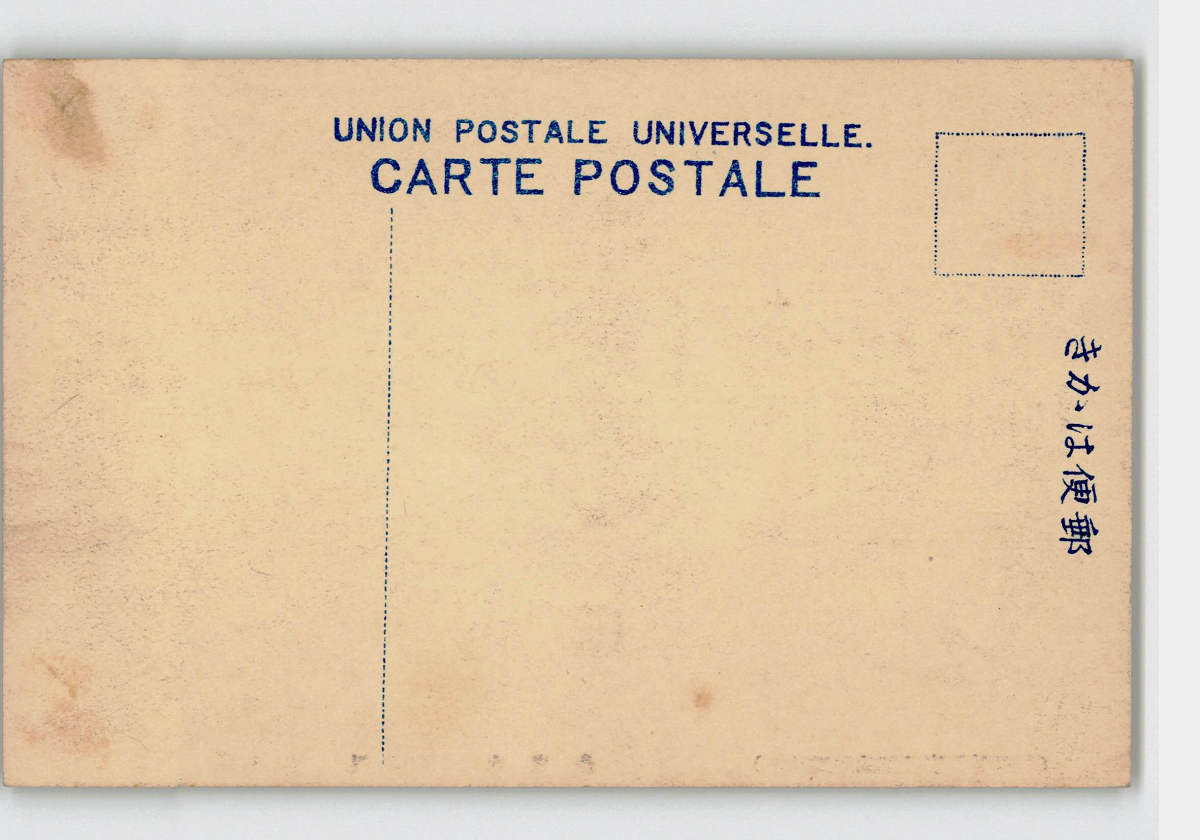 UNION POSTALE UNIVERSELLE.
CARTE POSTALE
郵便はかき